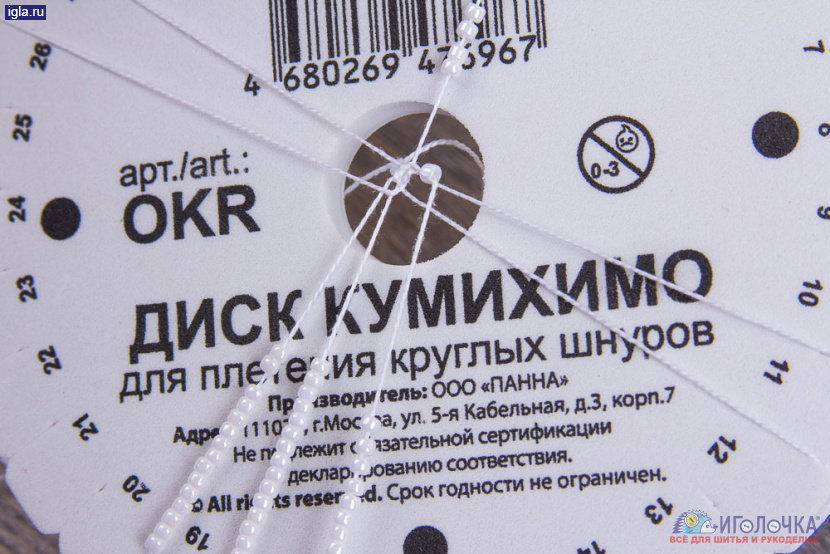 igla.ru
4 680269 476967
26
7
25
8
арт./art.:
OKR
0-3
24
9
23
10
ДИСК КУМИХИМО
для плетения круглых шнуров
22
11
Производитель: ООО «ПАННА»
г.Москва, ул. 5-я Кабельная, д.3, корп.7
21
12
Не подлежит обязательной сертификации
декларированию соответствия.
20
© All rights reserved. Срок годности не ограничен.
19
14
13
ИГОЛОЧКА
ВСЁ ДЛЯ ШИТЬЯ И РУКОДЕЛИЯ